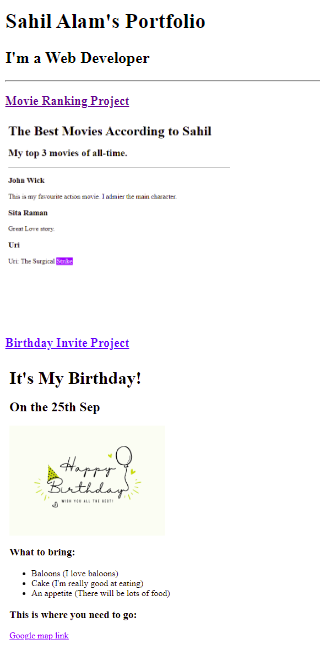 Sahil Alam's Portfolio
I'm a Web Developer
Movie Ranking Project
The Best Movies According to Sahil
My top 3 movies of all-time.
John Wick
This is my favourite action movie. I admier the main character.
Sita Raman
Great Love story.
Uri
Uri: The Surgical Strike
Birthday Invite Project
It's My Birthday!
On the 25th Sep
Happy
Birthday
WISH YOU ALL THE BEST!
What to bring:
Baloons (I love baloons)
Cake (I'm really good at eating)
An appetite (There will be lots of food)
This is where you need to go:
Google map link